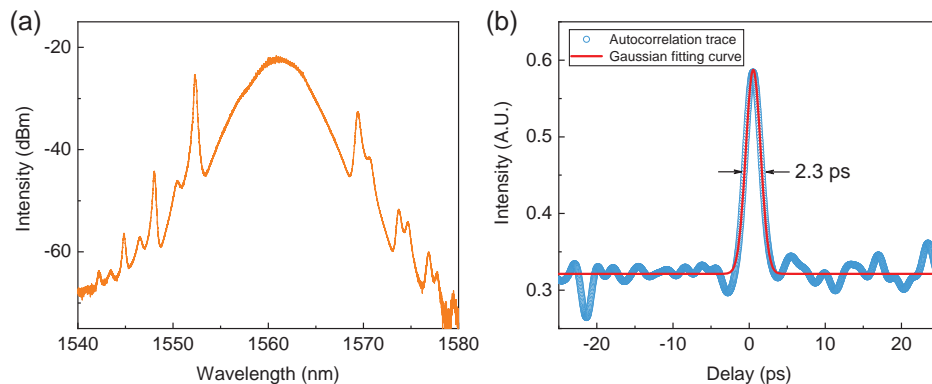 (a)
-20
-40
-60
Intensity (dBm)
1540
1550
1560
1570
1580
Wavelength (nm)
(b)
Autocorrelation trace
Gaussian fitting curve
0.6
0.5
0.4
0.3
Intensity (A.U.)
2.3 ps
-20
-10
0
10
20
Delay (ps)